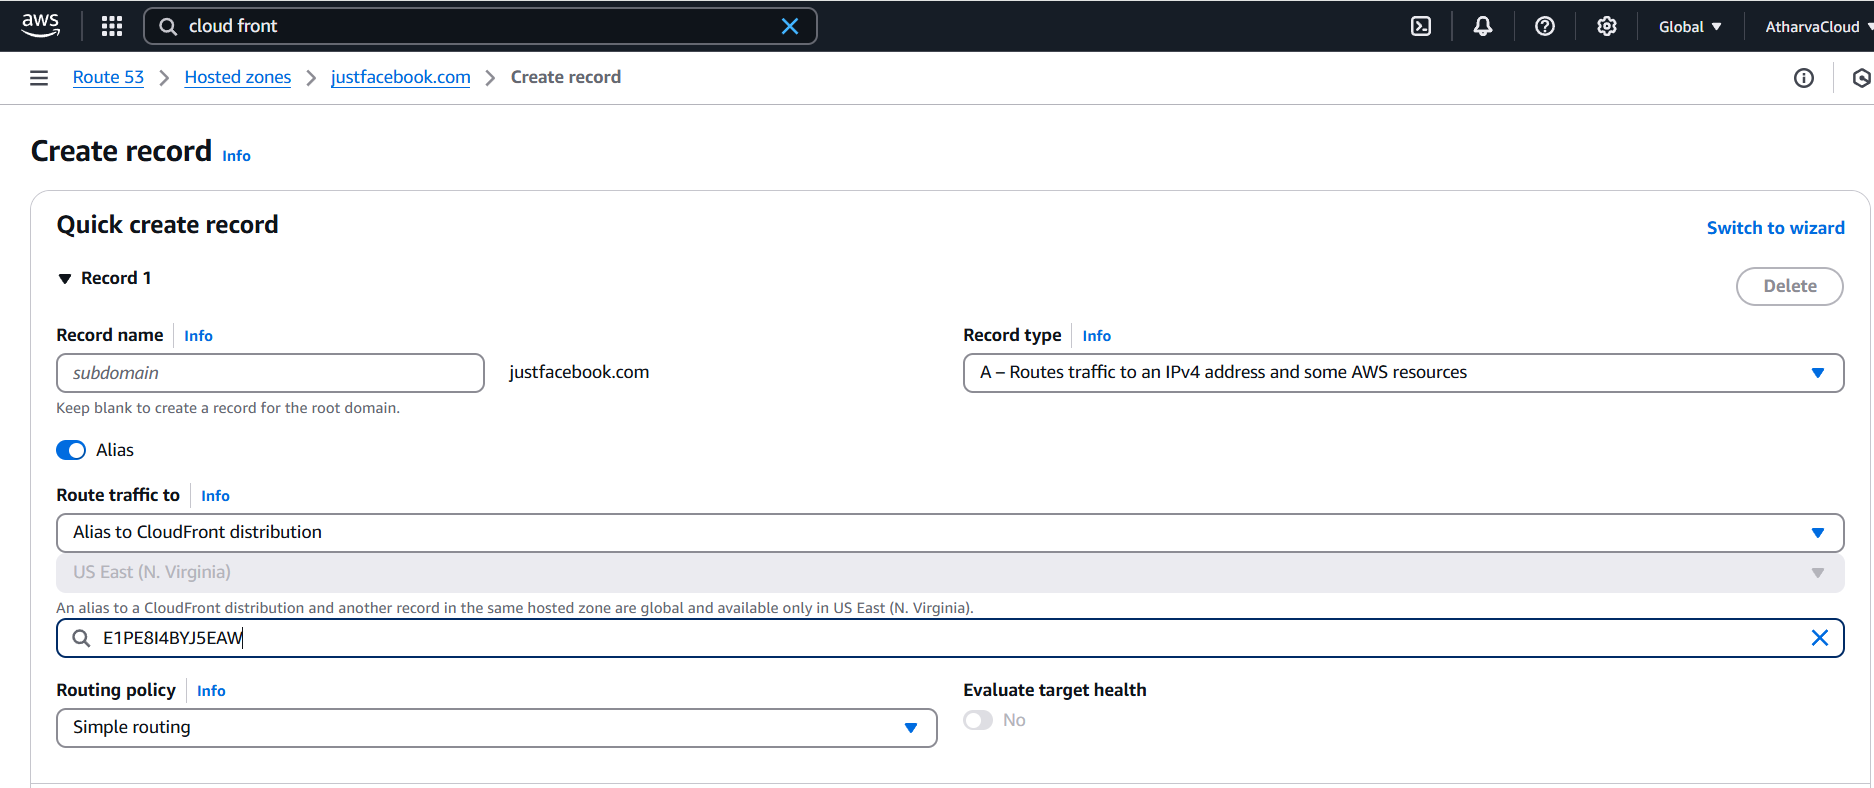 aws cloud front Global AtharvaCloud
Route 53 Hosted zones justfacebook.com Create record
Create record Info
Quick create record
Switch to wizard
Record 1
Delete
Record name Info
Record type Info
subdomain justfacebook.com
A – Routes traffic to an IPv4 address and some AWS resources
Keep blank to create a record for the root domain.
Alias
Route traffic to Info
Alias to CloudFront distribution
US East (N. Virginia)
An alias to a CloudFront distribution and another record in the same hosted zone are global and available only in US East (N. Virginia).
E1PE8I4BYJ5EAW
Routing policy Info
Evaluate target health
Simple routing
No